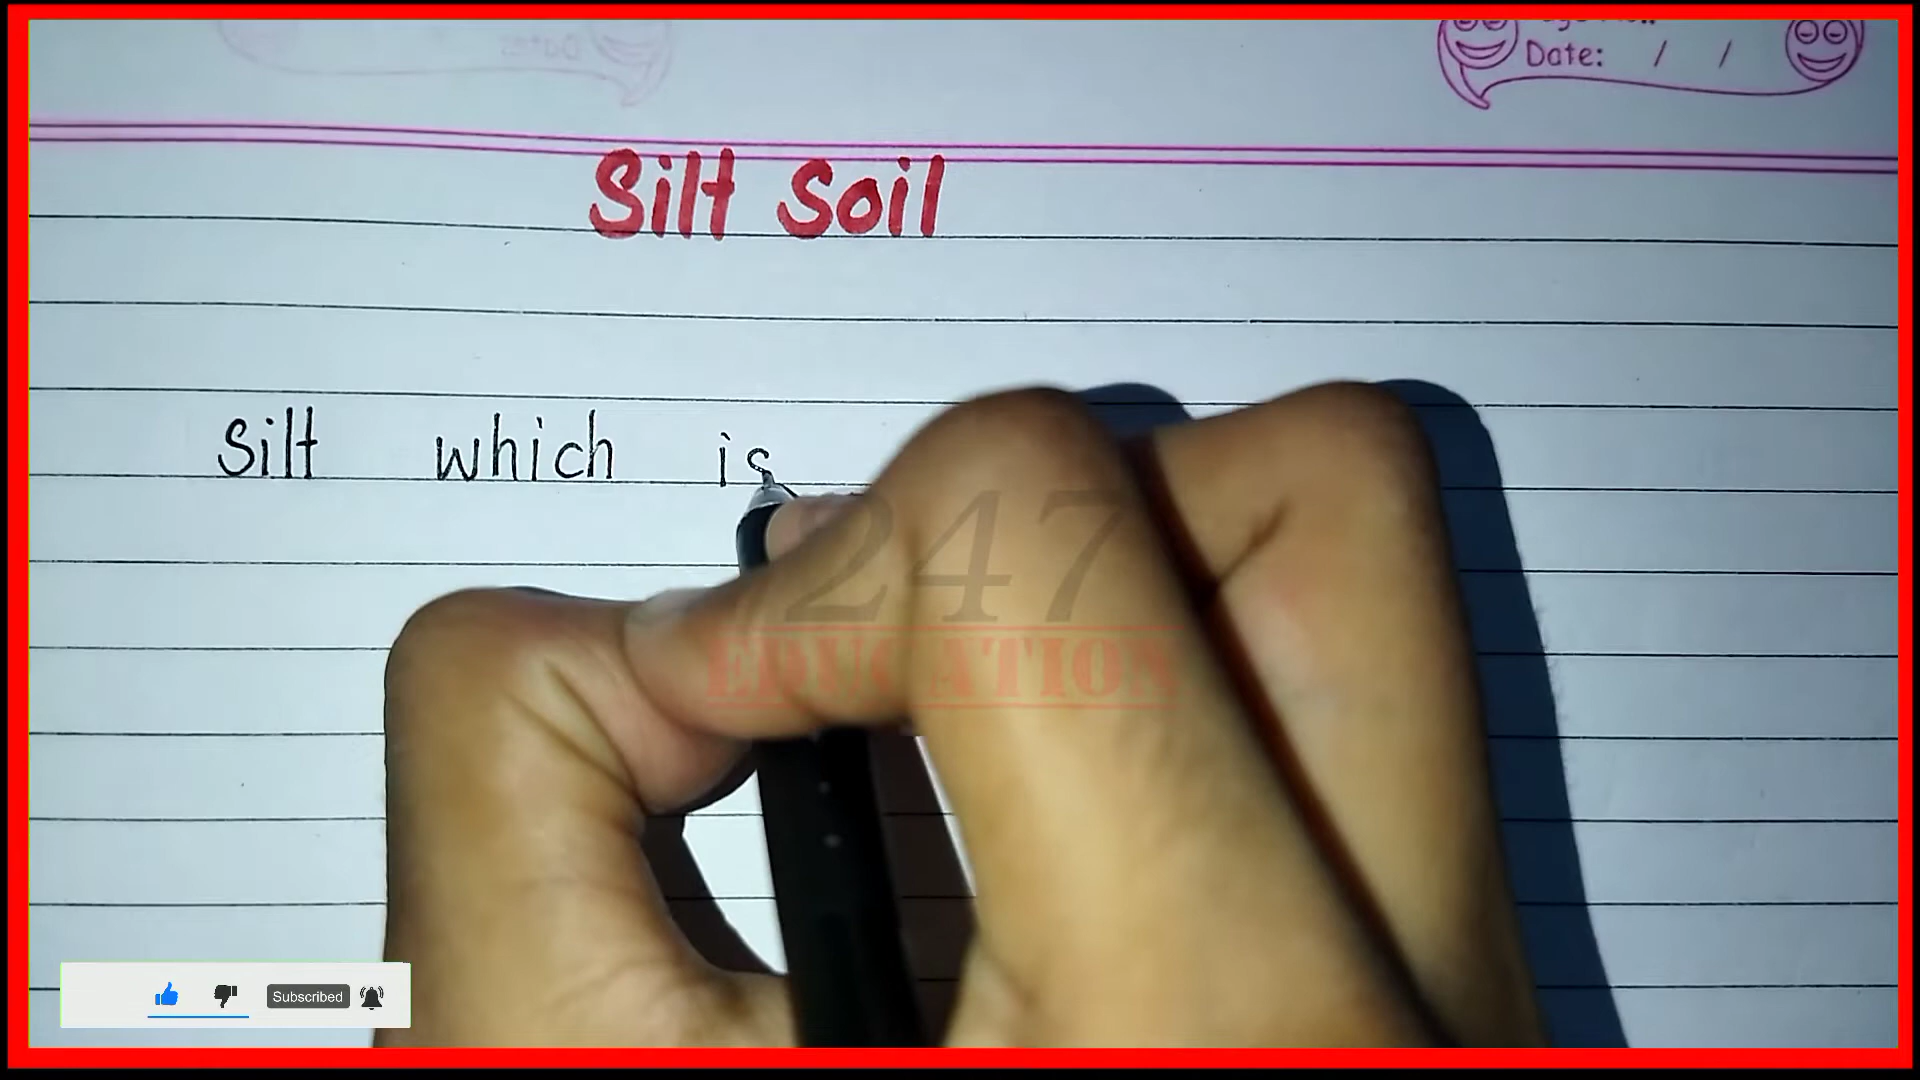 Date: / /
Silt Soil
Silt which is
247
EDUCATION
Subscribed